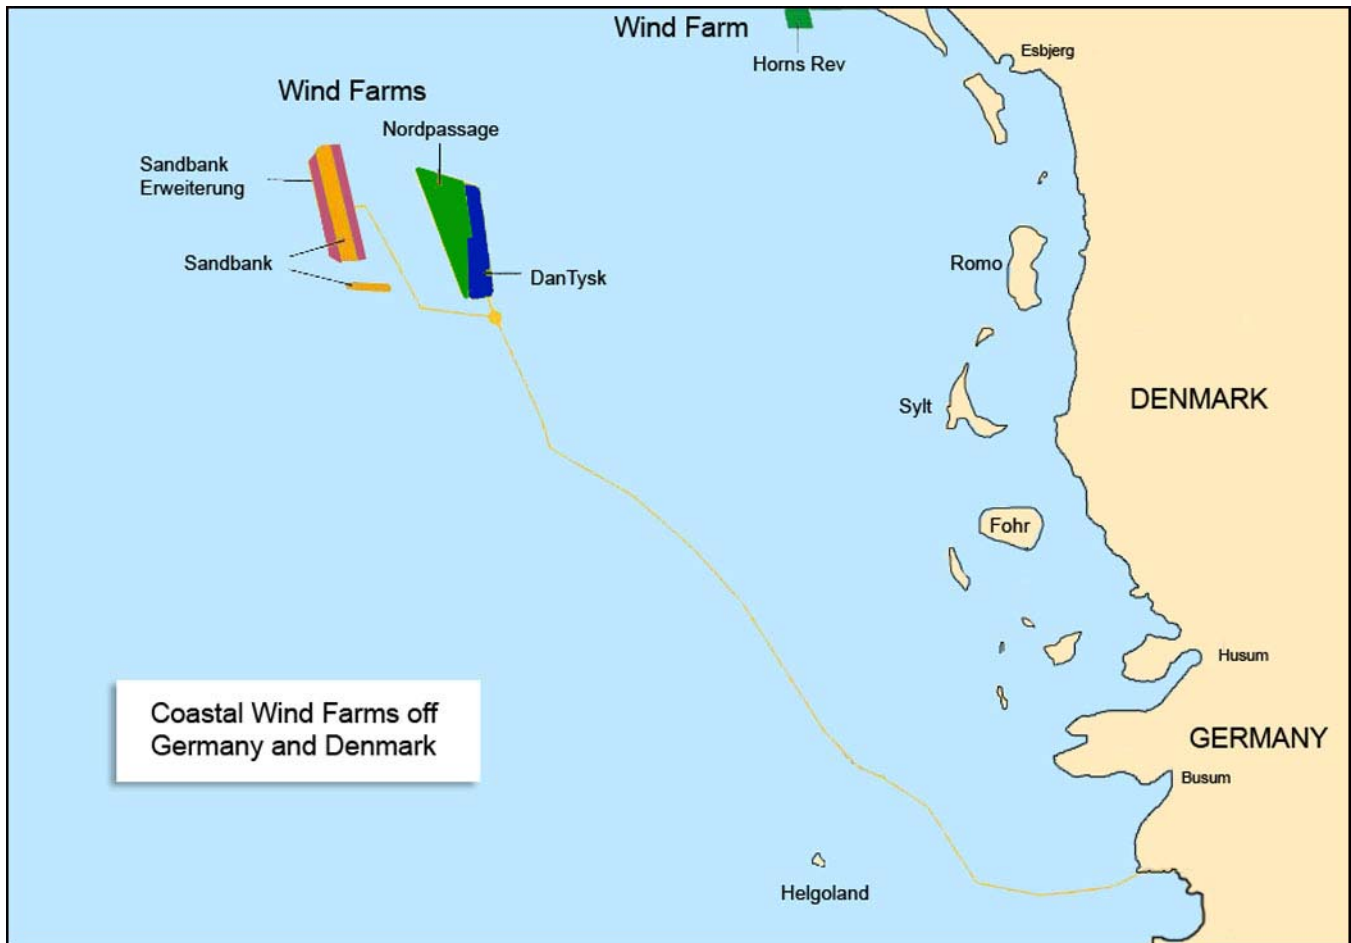 Wind Farm
Horns Rev
Esbjerg
Wind Farms
Nordpassage
Sandbank
Erweiterung
Sandbank
DanTysk
Romo
Sylt
DENMARK
Fohr
Husum
GERMANY
Busum
Coastal Wind Farms off
Germany and Denmark
Helgoland